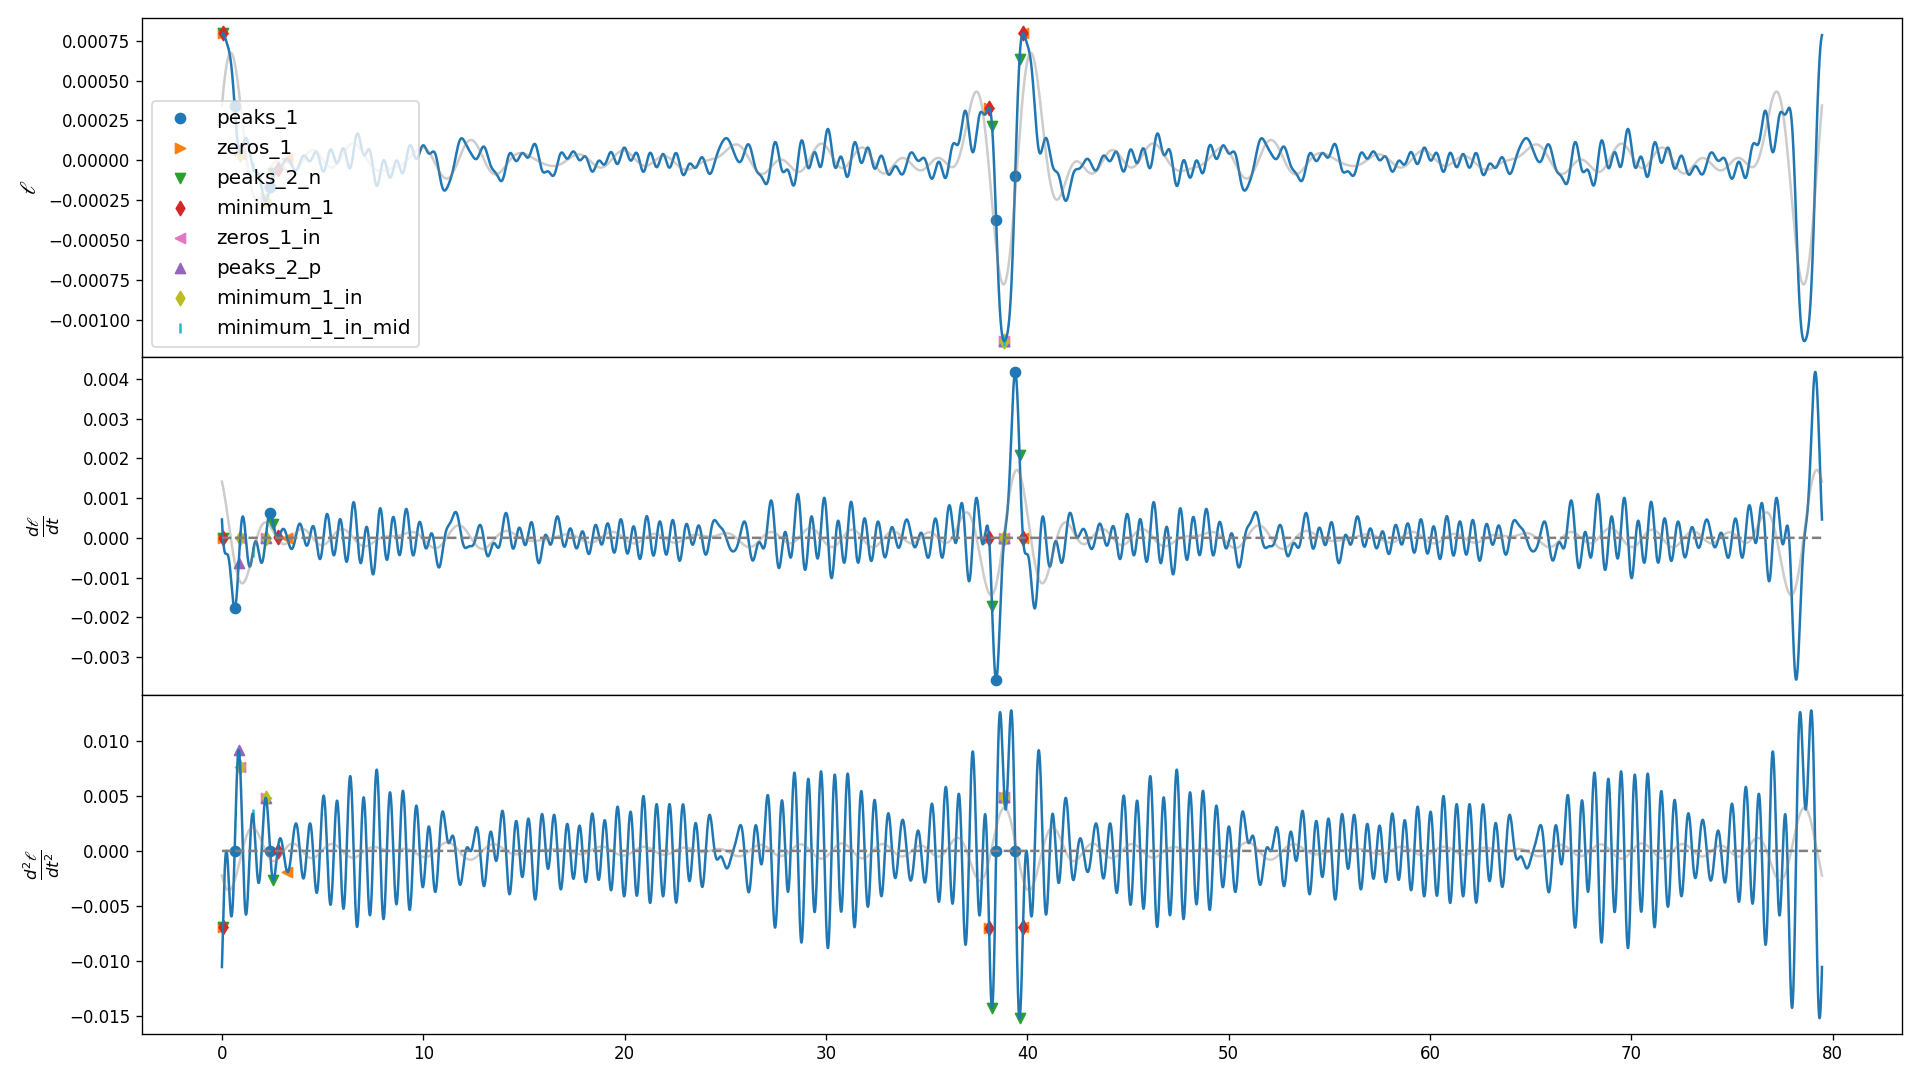 0.00075
0.00050
0.00025
0.00000
−0.00025
−0.00050
−0.00075
−0.00100
ℓ
peaks_1
zeros_1
peaks_2_n
minimum_1
zeros_1_in
peaks_2_p
minimum_1_in
minimum_1_in_mid
0.004
0.003
0.002
0.001
0.000
−0.001
−0.002
−0.003
dℓ/dt
0.010
0.005
0.000
−0.005
−0.010
−0.015
d²ℓ/dt²
0 10 20 30 40 50 60 70 80